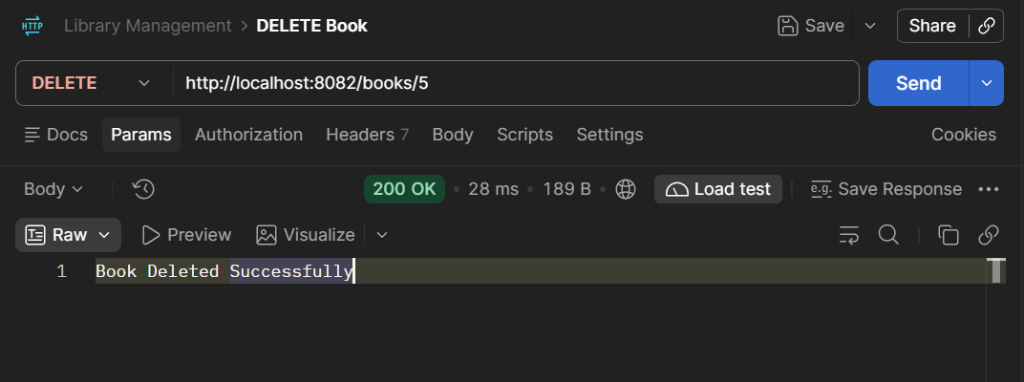 HTTP Library Management > DELETE Book Save Share
DELETE http://localhost:8082/books/5 Send
Docs Params Authorization Headers 7 Body Scripts Settings Cookies
Body 200 OK • 28 ms • 189 B • Load test e.g. Save Response
Raw Preview Visualize
1 Book Deleted Successfully